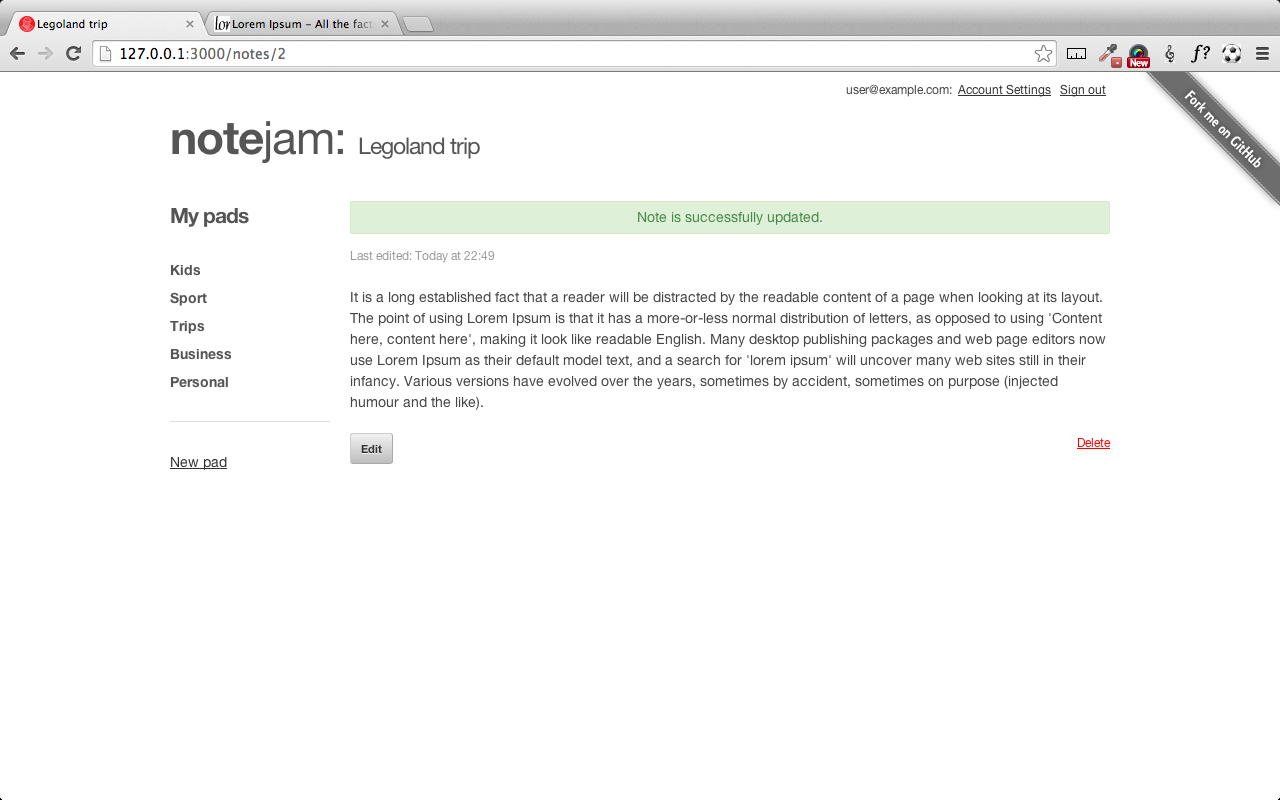 Legoland trip
Lorem Ipsum – All the fact
127.0.0.1:3000/notes/2
New
f?
user@example.com: Account Settings Sign out
Fork me on GitHub
notejam: Legoland trip
My pads
Kids
Sport
Trips
Business
Personal
New pad
Note is successfully updated.
Last edited: Today at 22:49
It is a long established fact that a reader will be distracted by the readable content of a page when looking at its layout.
The point of using Lorem Ipsum is that it has a more-or-less normal distribution of letters, as opposed to using 'Content
here, content here', making it look like readable English. Many desktop publishing packages and web page editors now
use Lorem Ipsum as their default model text, and a search for 'lorem ipsum' will uncover many web sites still in their
infancy. Various versions have evolved over the years, sometimes by accident, sometimes on purpose (injected
humour and the like).
Edit
Delete